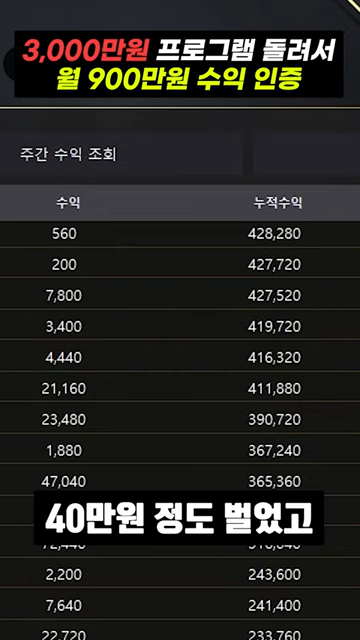 3,000만원 프로그램 돌려서
월 900만원 수익 인증
주간 수익 조회
수익 누적수익
560 428,280
200 427,720
7,800 427,520
3,400 419,720
4,440 416,320
21,160 411,880
23,480 390,720
1,880 367,240
47,040 365,360
40만원 정도 벌었고
2,200 243,600
7,640 241,400
22,720 233,760